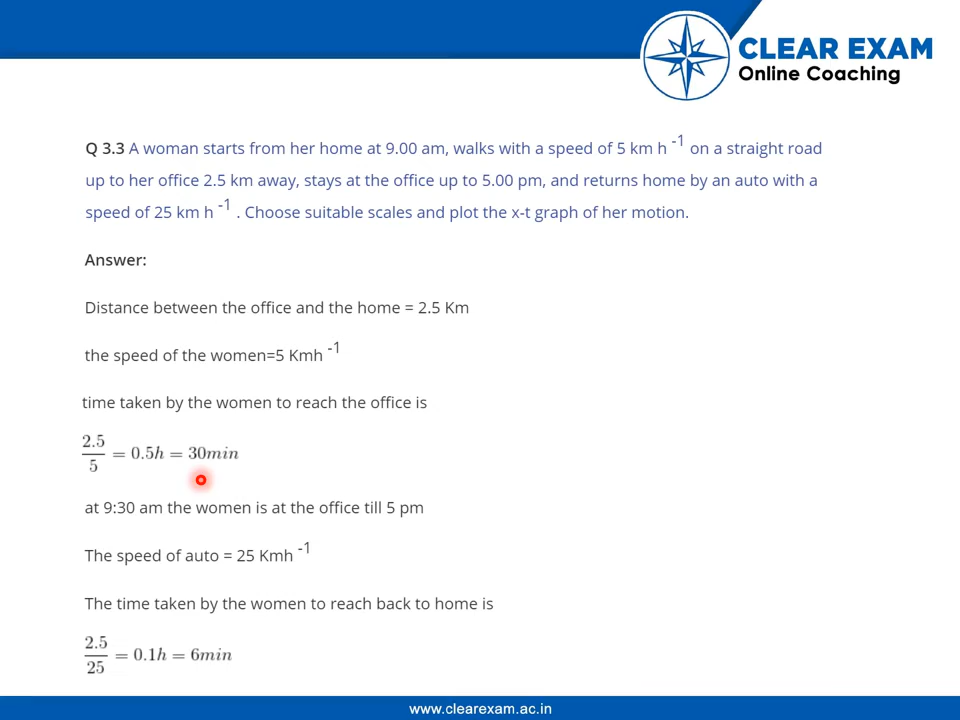 CLEAR EXAM
Online Coaching
Q 3.3 A woman starts from her home at 9.00 am, walks with a speed of 5 km h -1 on a straight road
up to her office 2.5 km away, stays at the office up to 5.00 pm, and returns home by an auto with a
speed of 25 km h -1 . Choose suitable scales and plot the x-t graph of her motion.
Answer:
Distance between the office and the home = 2.5 Km
the speed of the women=5 Kmh -1
time taken by the women to reach the office is
2.5/5 = 0.5h = 30min
at 9:30 am the women is at the office till 5 pm
The speed of auto = 25 Kmh -1
The time taken by the women to reach back to home is
2.5/25 = 0.1h = 6min
www.clearexam.ac.in